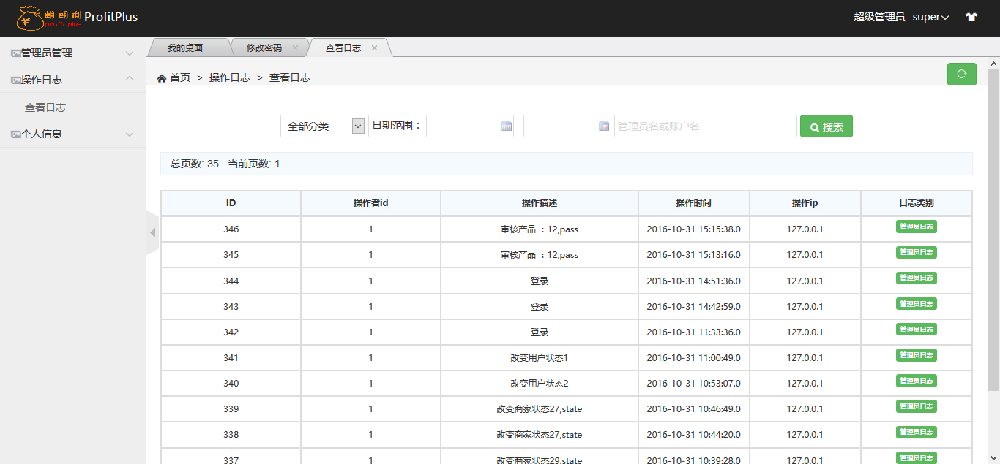 朝朝利 profit plus ProfitPlus
超级管理员 super
管理员管理
操作日志
查看日志
个人信息
我的桌面 修改密码 查看日志
首页 > 操作日志 > 查看日志
全部分类 日期范围： - 管理员名或账户名 搜索
总页数: 35 当前页数: 1
ID 操作者id 操作描述 操作时间 操作ip 日志类别
346 1 审核产品 ：12,pass 2016-10-31 15:15:38.0 127.0.0.1 管理员日志
345 1 审核产品 ：12,pass 2016-10-31 15:13:16.0 127.0.0.1 管理员日志
344 1 登录 2016-10-31 14:51:36.0 127.0.0.1 管理员日志
343 1 登录 2016-10-31 14:42:59.0 127.0.0.1 管理员日志
342 1 登录 2016-10-31 11:33:36.0 127.0.0.1 管理员日志
341 1 改变用户状态1 2016-10-31 11:00:49.0 127.0.0.1 管理员日志
340 1 改变用户状态2 2016-10-31 10:53:07.0 127.0.0.1 管理员日志
339 1 改变商家状态27,state 2016-10-31 10:46:49.0 127.0.0.1 管理员日志
338 1 改变商家状态27,state 2016-10-31 10:44:20.0 127.0.0.1 管理员日志
337 1 改变商家状态29,state 2016-10-31 10:39:28.0 127.0.0.1 管理员日志